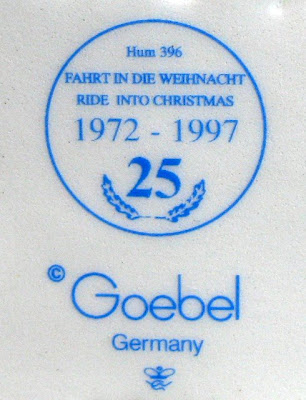 Hum 396
FAHRT IN DIE WEIHNACHT
RIDE INTO CHRISTMAS
1972 - 1997
25
© Goebel
Germany